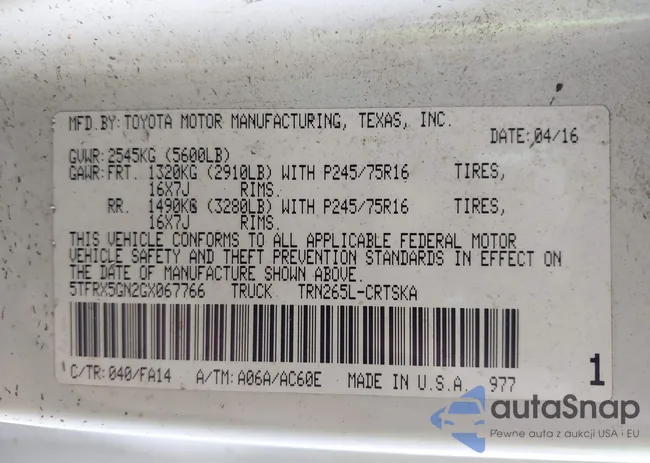 MFD.BY:TOYOTA MOTOR MANUFACTURING, TEXAS, INC.
DATE:04/16
GVWR:2545KG (5600LB)
GAWR:FRT. 1320KG (2910LB) WITH P245/75R16 TIRES,
16X7J RIMS.
RR. 1490KG (3280LB) WITH P245/75R16 TIRES,
16X7J RIMS.
THIS VEHICLE CONFORMS TO ALL APPLICABLE FEDERAL MOTOR
VEHICLE SAFETY AND THEFT PREVENTION STANDARDS IN EFFECT ON
THE DATE OF MANUFACTURE SHOWN ABOVE.
5TFRX5GN2GX067766 TRUCK TRN265L-CRTSKA
C/TR:040/FA14 A/TM:A06A/AC60E MADE IN U.S.A. 977 1
autaSnap
Pewne auta z aukcji USA i EU